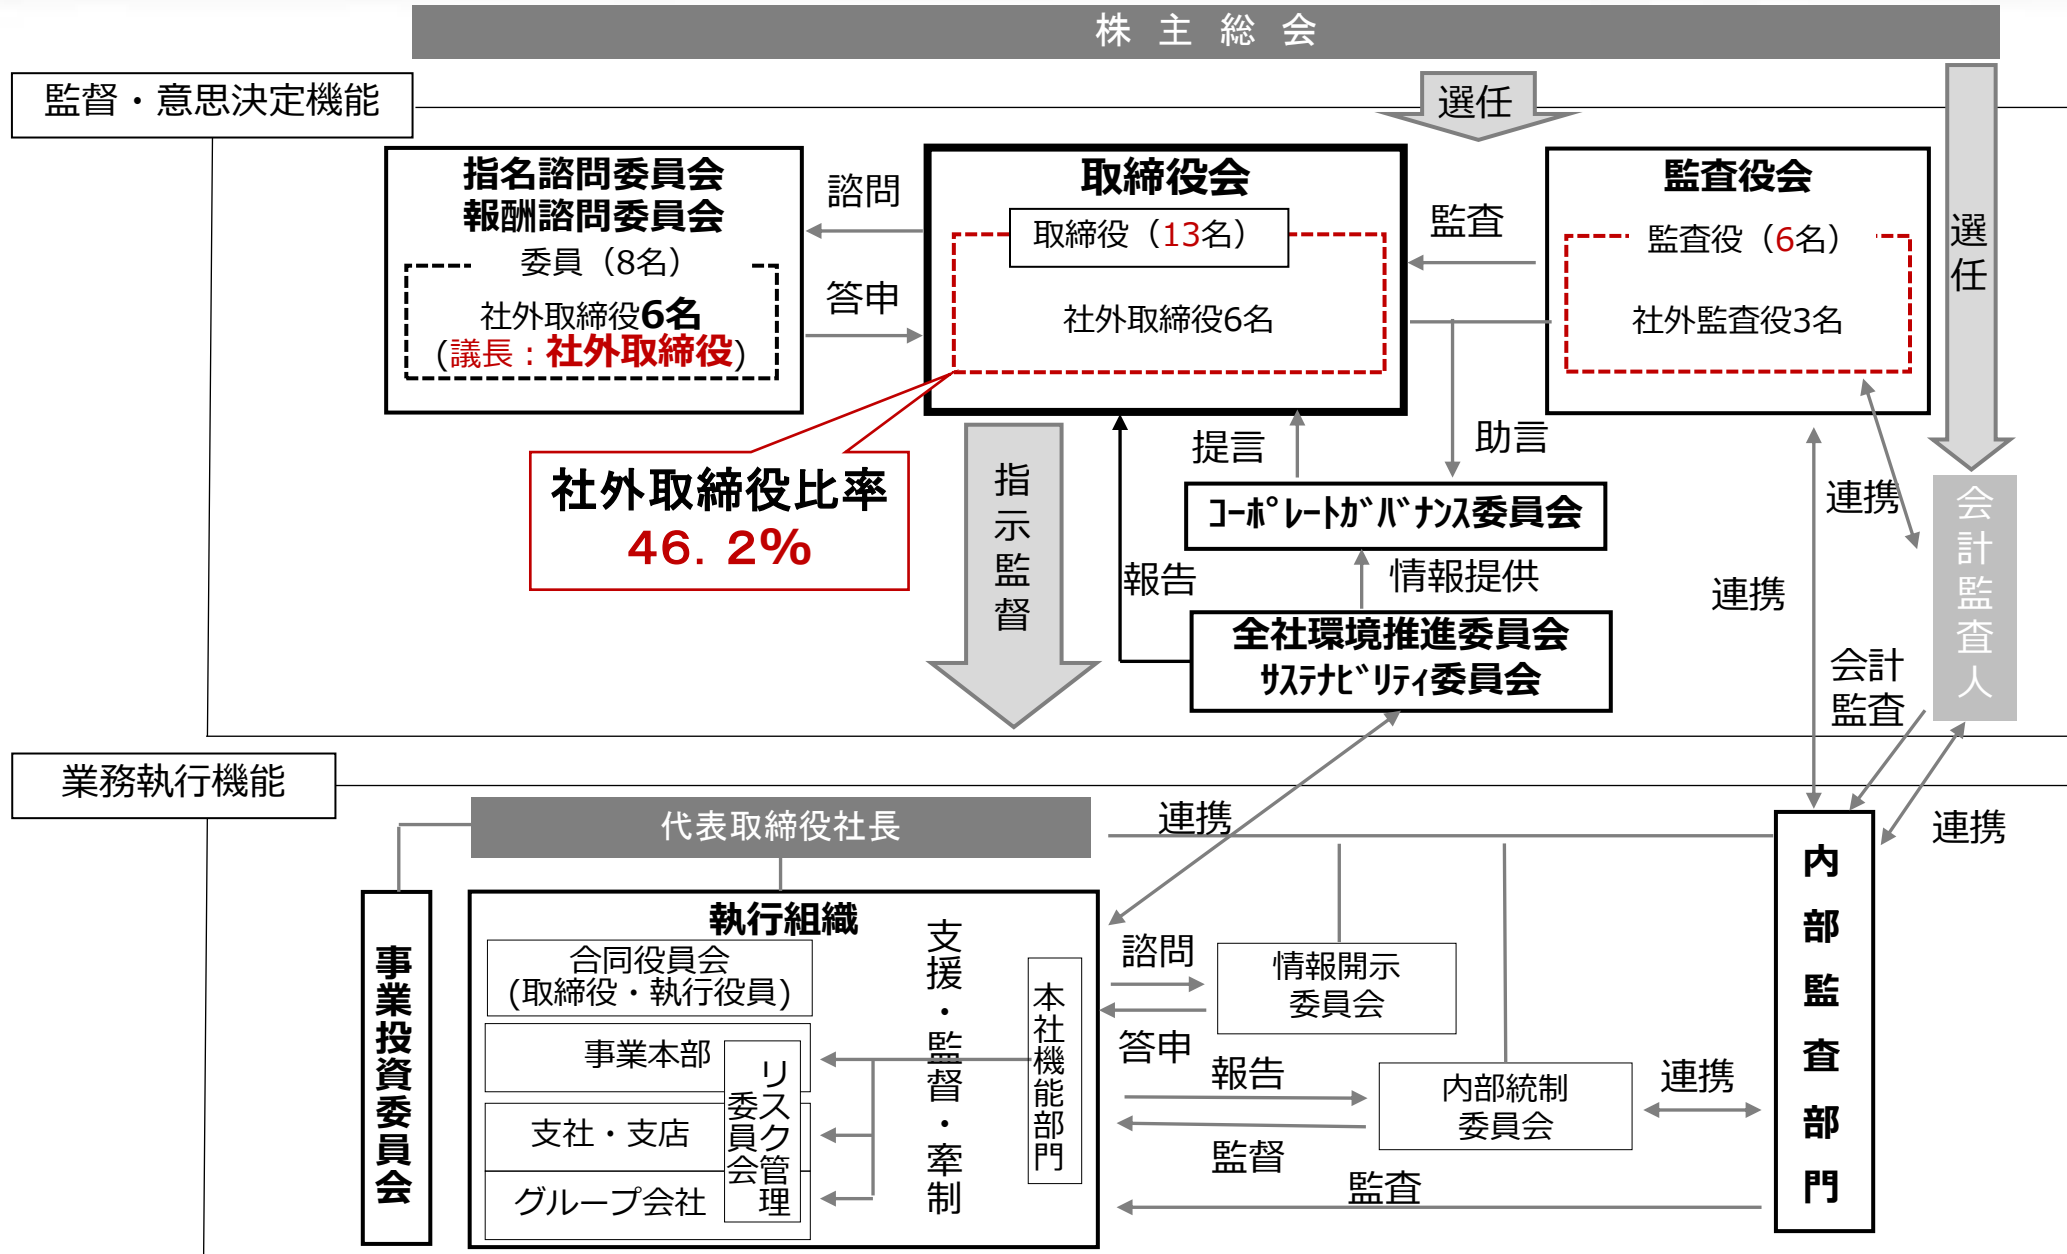 株主総会
監督・意思決定機能
選任
選任
指名諮問委員会
報酬諮問委員会
委員（8名）
社外取締役6名
(議長：社外取締役)
諮問
答申
取締役会
取締役（13名）
社外取締役6名
監査
監査役会
監査役（6名）
社外監査役3名
社外取締役比率
46．2％
指示監督
提言
助言
ｺｰﾎﾟﾚｰﾄｶﾞﾊﾞﾅﾝｽ委員会
報告
情報提供
全社環境推進委員会
ｻｽﾃﾅﾋﾞﾘﾃｨ委員会
連携
連携
会計監査人
会計
監査
業務執行機能
代表取締役社長
連携
連携
事業投資委員会
執行組織
合同役員会
(取締役・執行役員)
事業本部
支社・支店
グループ会社
リスク管理
委員会
支援・監督・牽制
本社機能部門
諮問
答申
情報開示
委員会
報告
監督
内部統制
委員会
連携
監査
内部監査部門